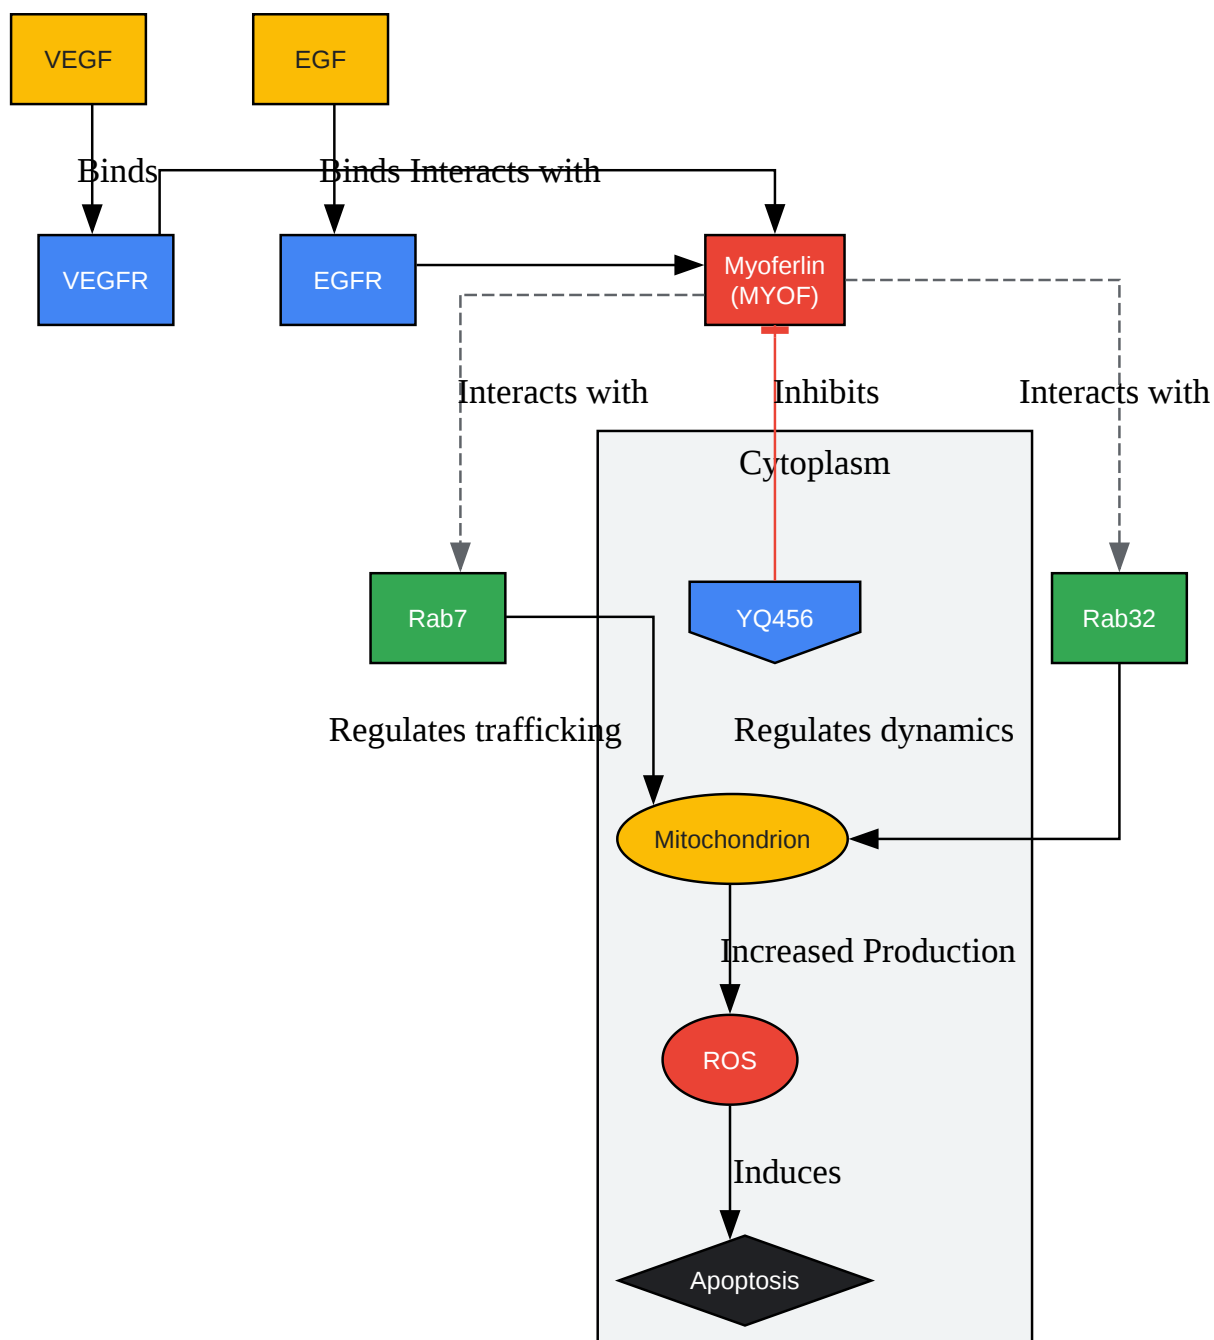 VEGF
EGF
Binds
Binds
Interacts with
VEGFR
EGFR
Myoferlin
(MYOF)
Interacts with
Inhibits
Interacts with
Cytoplasm
Rab7
YQ456
Rab32
Regulates trafficking
Regulates dynamics
Mitochondrion
Increased Production
ROS
Induces
Apoptosis